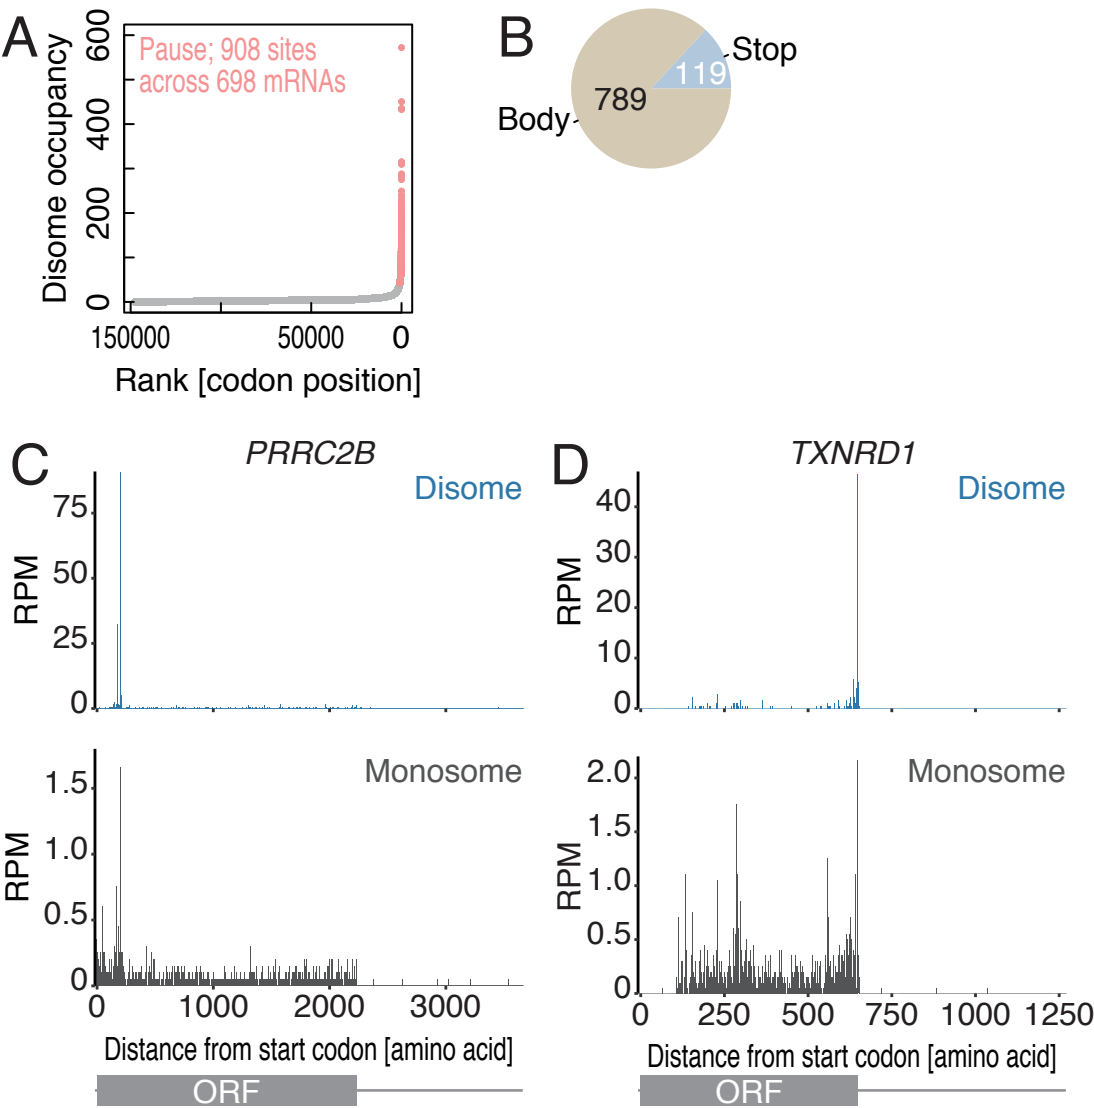 A
Disome occupancy
600
400
200
0
Pause; 908 sites
across 698 mRNAs
150000
50000
0
Rank [codon position]
B
Stop
119
789
Body
C
PRRC2B
Disome
RPM
75
50
25
0
Monosome
RPM
1.5
1.0
0.5
0
0
1000
2000
3000
Distance from start codon [amino acid]
ORF
D
TXNRD1
Disome
RPM
40
30
20
10
0
Monosome
RPM
2.0
1.5
1.0
0.5
0
0
250
500
750
1000
1250
Distance from start codon [amino acid]
ORF